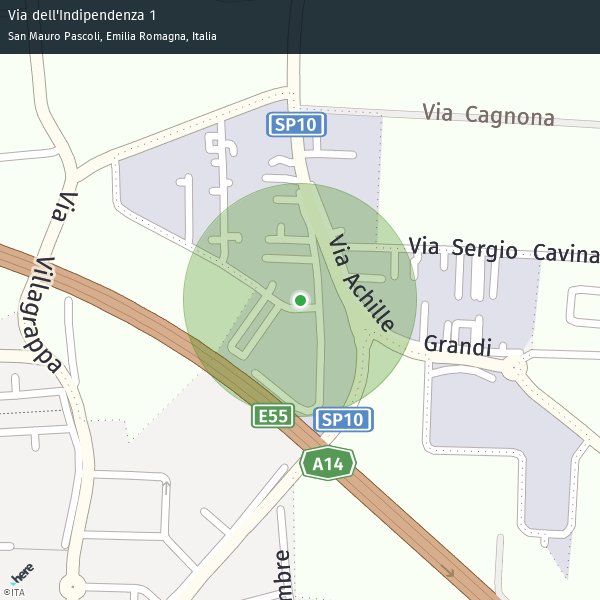 Via dell'Indipendenza 1
San Mauro Pascoli, Emilia Romagna, Italia
Via Cagnona
SP10
Via Villagrappa
Via Achille Grandi
Via Sergio Cavina
E55
SP10
A14
mbre
here
©ITA